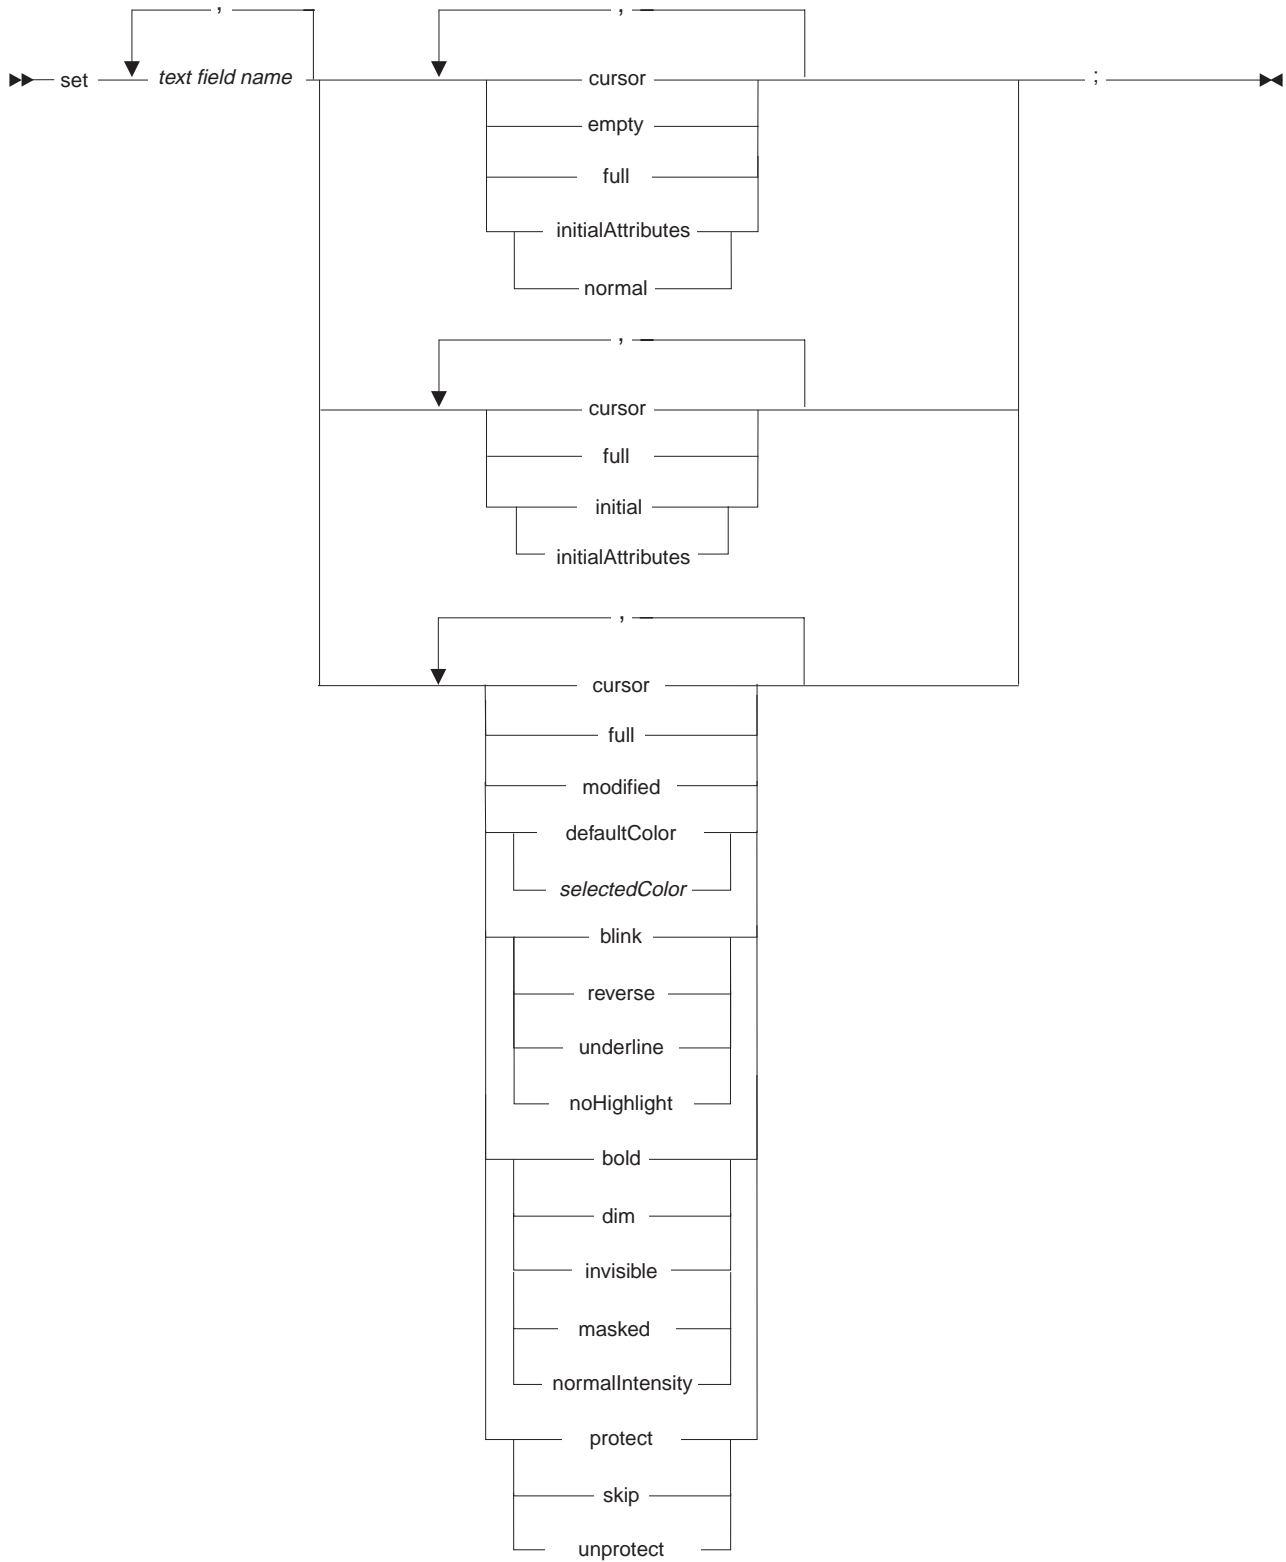 , ,
set text field name cursor ;
empty
full
initialAttributes
normal
,
cursor
full
initial
initialAttributes
,
cursor
full
modified
defaultColor
selectedColor
blink
reverse
underline
noHighlight
bold
dim
invisible
masked
normalIntensity
protect
skip
unprotect